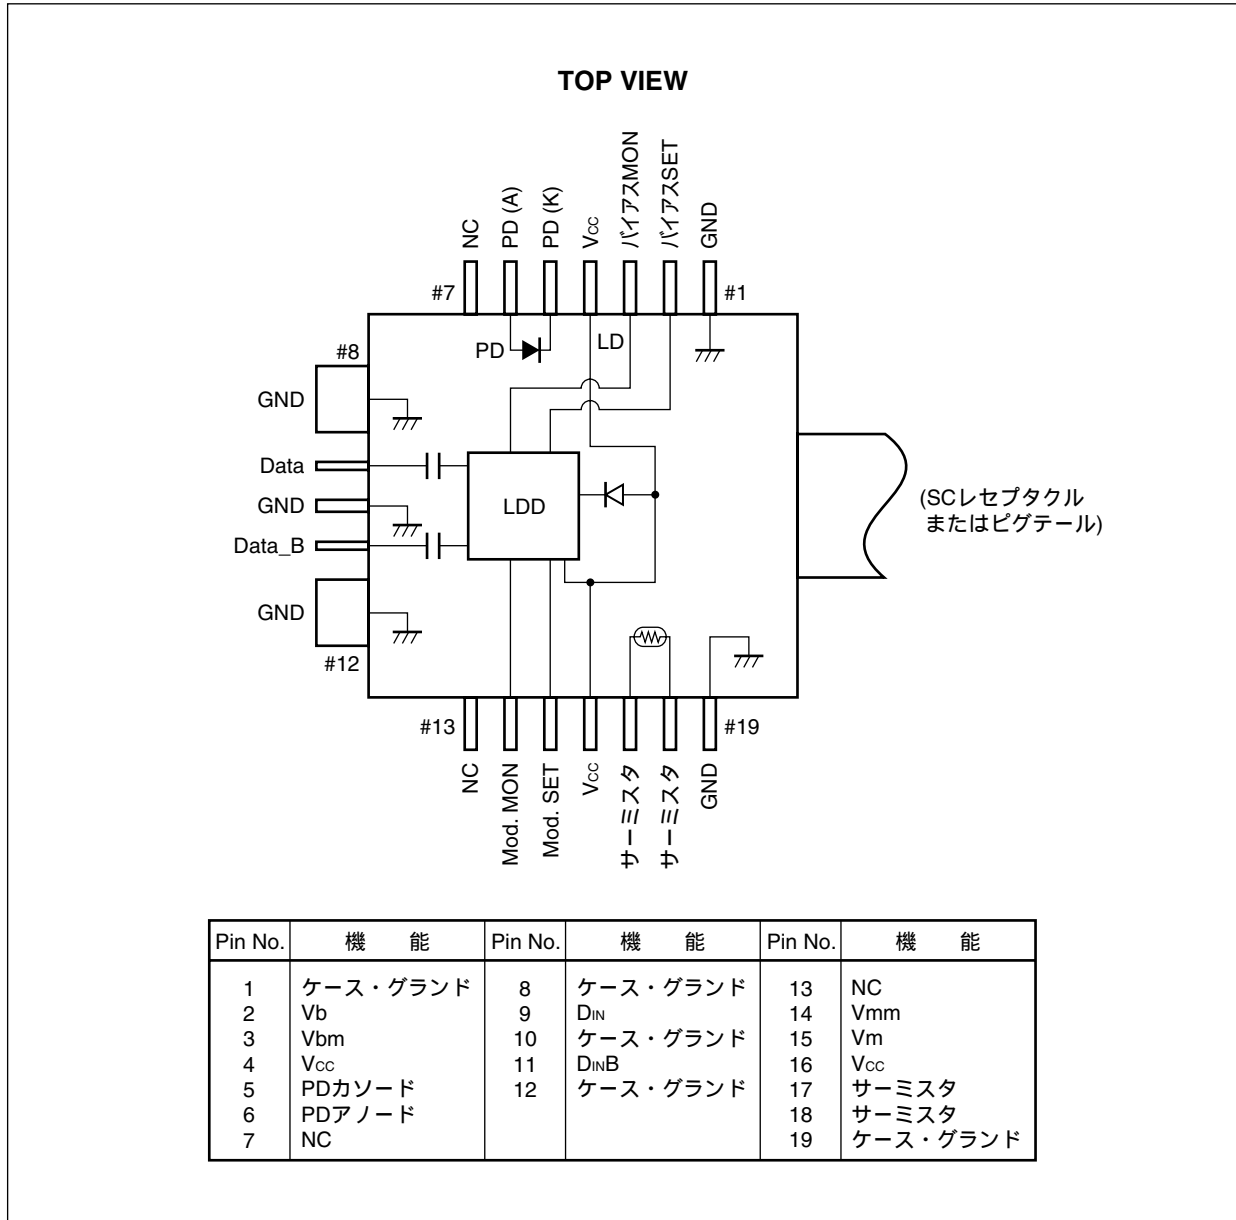 TOP VIEW
NC
PD (A)
PD (K)
Vcc
バイアスMON
バイアスSET
GND
#7
#1
PD
LD
#8
GND
Data
GND
Data_B
GND
#12
LDD
(SCレセプタクル
またはピグテール)
#13
#19
NC
Mod. MON
Mod. SET
Vcc
サーミスタ
サーミスタ
GND
Pin No. 機 能 Pin No. 機 能 Pin No. 機 能
1 ケース・グランド 8 ケース・グランド 13 NC
2 Vb 9 DIN 14 Vmm
3 Vbm 10 ケース・グランド 15 Vm
4 Vcc 11 DINB 16 Vcc
5 PDカソード 12 ケース・グランド 17 サーミスタ
6 PDアノード 18 サーミスタ
7 NC 19 ケース・グランド